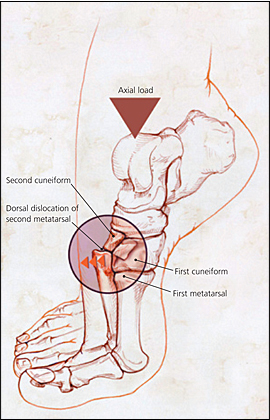 Axial load
Second cuneiform
Dorsal dislocation of
second metatarsal
First cuneiform
First metatarsal